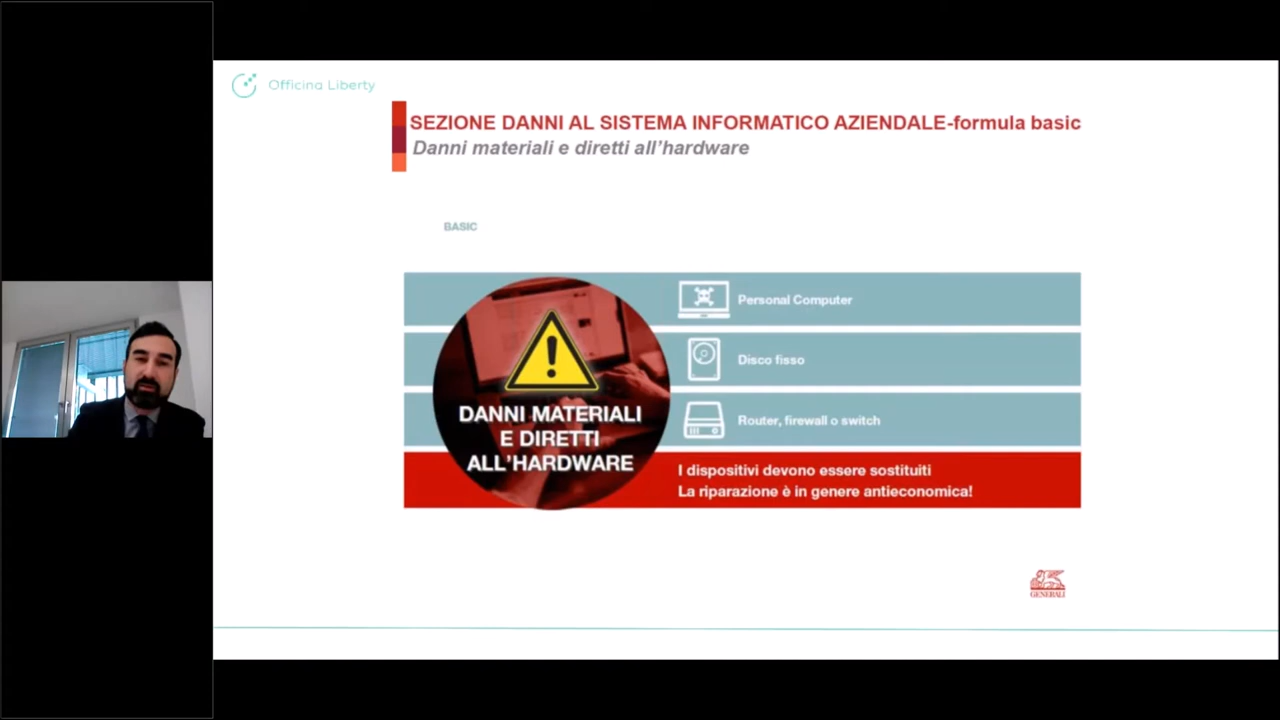 Officina Liberty
SEZIONE DANNI AL SISTEMA INFORMATICO AZIENDALE-formula basic
Danni materiali e diretti all'hardware
BASIC
DANNI MATERIALI
E DIRETTI
ALL'HARDWARE
Personal Computer
Disco fisso
Router, firewall o switch
I dispositivi devono essere sostituiti
La riparazione è in genere antieconomica!
GENERALI